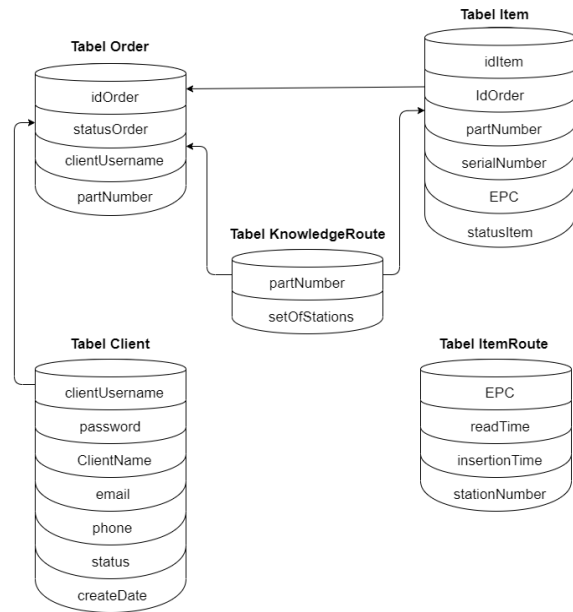 Tabel Order
idOrder
statusOrder
clientUsername
partNumber
Tabel Item
idItem
IdOrder
partNumber
serialNumber
EPC
statusItem
Tabel KnowledgeRoute
partNumber
setOfStations
Tabel Client
clientUsername
password
ClientName
email
phone
status
createDate
Tabel ItemRoute
EPC
readTime
insertionTime
stationNumber